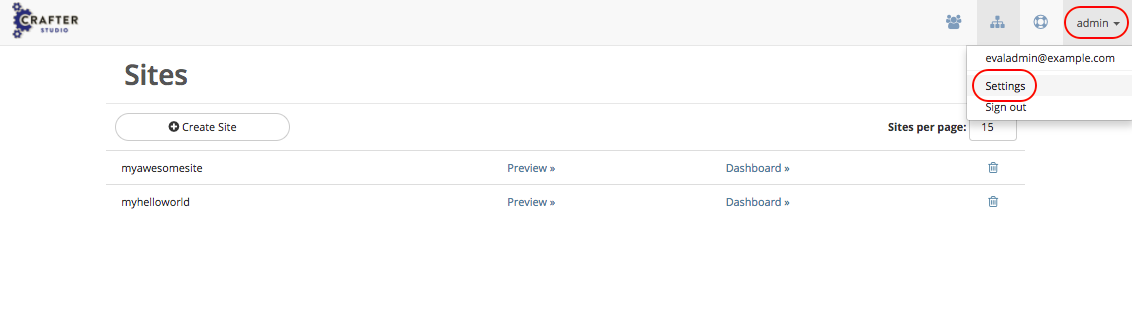 CRAFTER
STUDIO
admin
evaladmin@example.com
Settings
Sign out
Sites
Create Site
Sites per page: 15
myawesomesite Preview » Dashboard »
myhelloworld Preview » Dashboard »